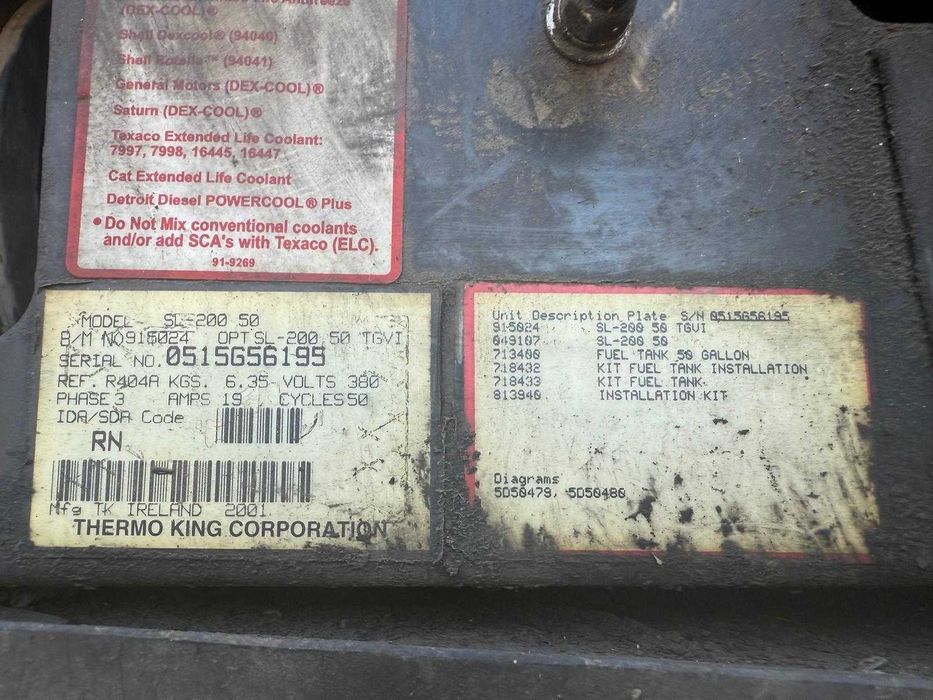 (DEX-COOL)®
Shell Dexcool® (94040)
Shell Rotella™ (94041)
General Motors (DEX-COOL)®
Saturn (DEX-COOL)®
Texaco Extended Life Coolant:
7997, 7998, 16445, 16447
Cat Extended Life Coolant
Detroit Diesel POWERCOOL® Plus
• Do Not Mix conventional coolants
and/or add SCA's with Texaco (ELC).
91-9269
MODEL SL-200 50
B/M NO 915024 OPT SL-200 50 TGVI
SERIAL NO. 0515G56195
REF. R404A KGS. 6.35 VOLTS 380
PHASE 3 AMPS 19 CYCLES 50
IDA/SDA Code
RN
Mfg TK IRELAND 2001
THERMO KING CORPORATION
Unit Description Plate S/N 0515G56195
915024 SL-200 50 TGVI
049107 SL-200 50
713400 FUEL TANK 50 GALLON
718432 KIT FUEL TANK INSTALLATION
718433 KIT FUEL TANK
813940 INSTALLATION KIT
Diagrams
5D50479, 5D50480